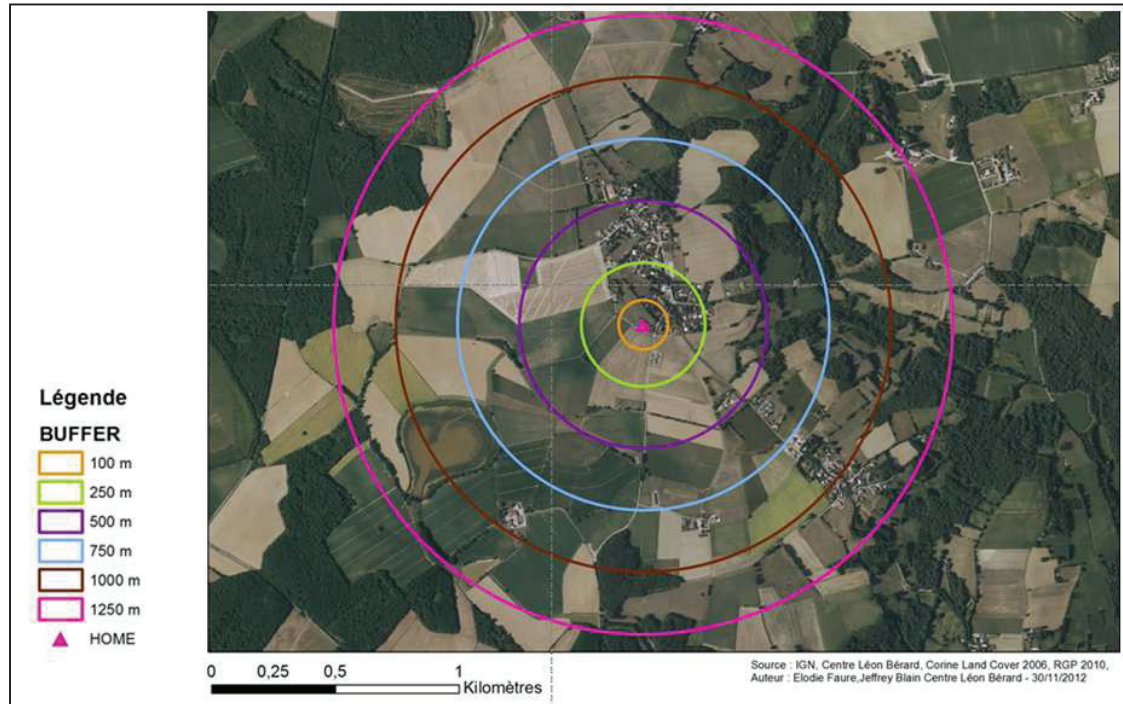 Légende
BUFFER
100 m
250 m
500 m
750 m
1000 m
1250 m
HOME
0 0,25 0,5 1
Kilomètres
Source : IGN, Centre Léon Bérard, Corine Land Cover 2006, RGP 2010,
Auteur : Elodie Faure,Jeffrey Blain Centre Léon Bérard - 30/11/2012